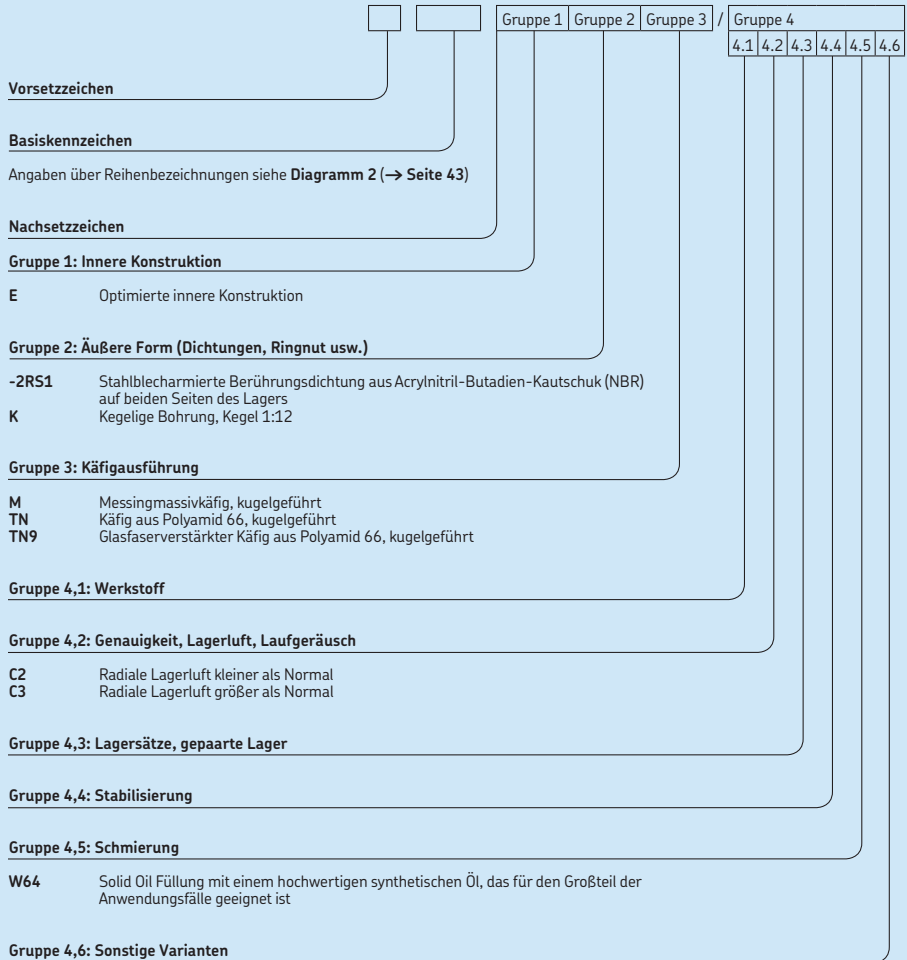 Gruppe 1 Gruppe 2 Gruppe 3 / Gruppe 4
4.1 4.2 4.3 4.4 4.5 4.6
Vorsetzzeichen
Basiskennzeichen
Angaben über Reihenbezeichnungen siehe Diagramm 2 (→ Seite 43)
Nachsetzzeichen
Gruppe 1: Innere Konstruktion
E Optimierte innere Konstruktion
Gruppe 2: Äußere Form (Dichtungen, Ringnut usw.)
-2RS1 Stahlblecharmierte Berührungsdichtung aus Acrylnitril-Butadien-Kautschuk (NBR)
auf beiden Seiten des Lagers
K Kegelige Bohrung, Kegel 1:12
Gruppe 3: Käfigausführung
M Messingmassivkäfig, kugelgeführt
TN Käfig aus Polyamid 66, kugelgeführt
TN9 Glasfaserverstärkter Käfig aus Polyamid 66, kugelgeführt
Gruppe 4,1: Werkstoff
Gruppe 4,2: Genauigkeit, Lagerluft, Laufgeräusch
C2 Radiale Lagerluft kleiner als Normal
C3 Radiale Lagerluft größer als Normal
Gruppe 4,3: Lagersätze, gepaarte Lager
Gruppe 4,4: Stabilisierung
Gruppe 4,5: Schmierung
W64 Solid Oil Füllung mit einem hochwertigen synthetischen Öl, das für den Großteil der
Anwendungsfälle geeignet ist
Gruppe 4,6: Sonstige Varianten